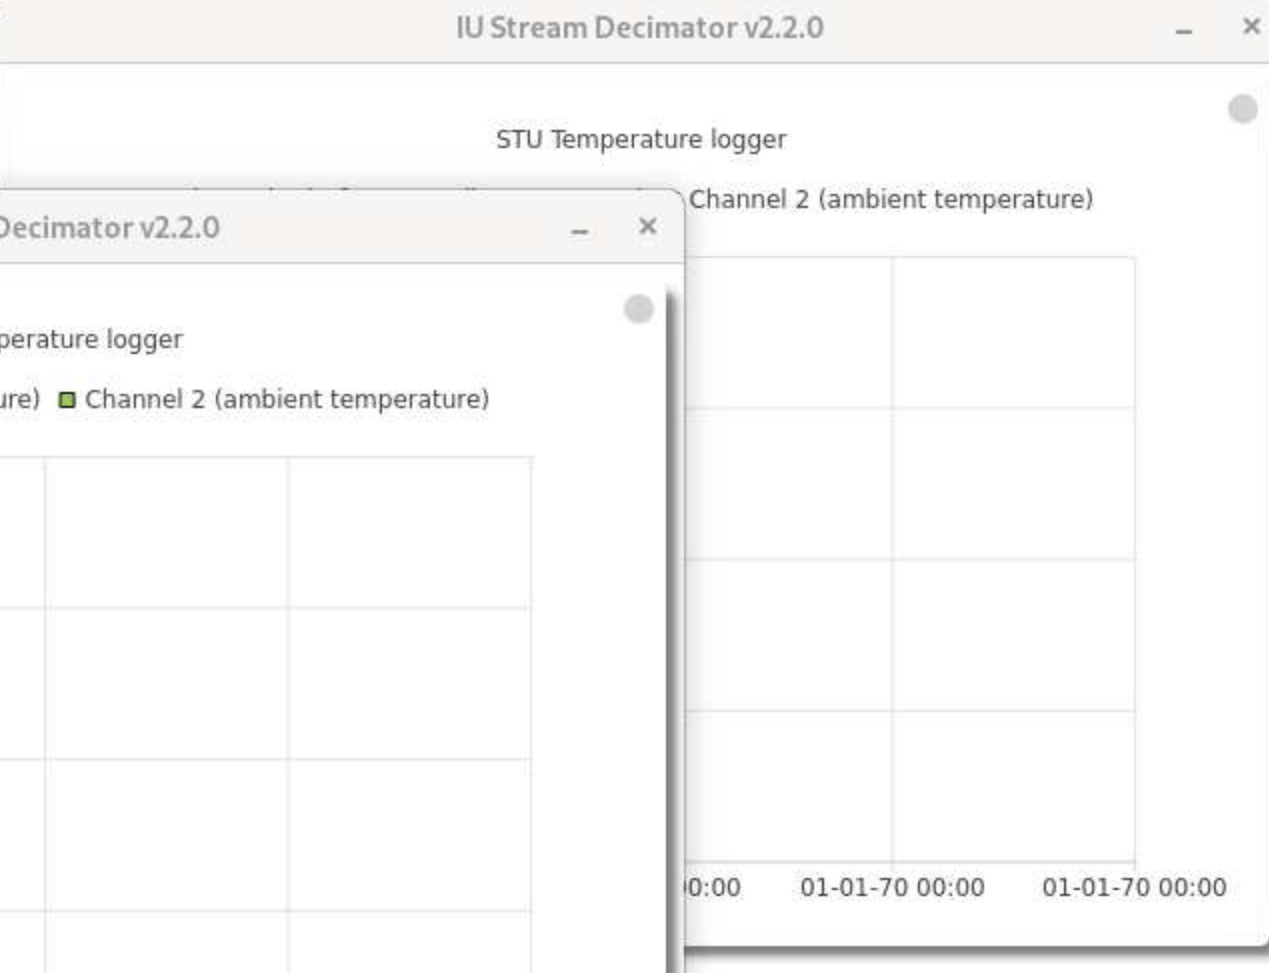 IU Stream Decimator v2.2.0
STU Temperature logger
Channel 2 (ambient temperature)
Decimator v2.2.0
perature logger
ure) Channel 2 (ambient temperature)
00:00 01-01-70 00:00 01-01-70 00:00